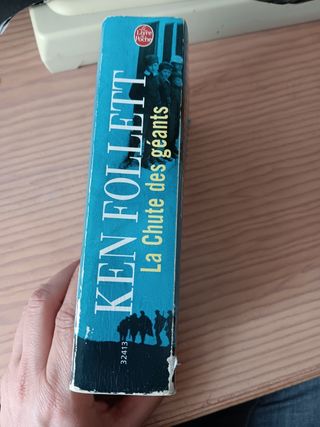 Le Livre
de
Poche
KEN FOLLETT
La Chute des géants
32413